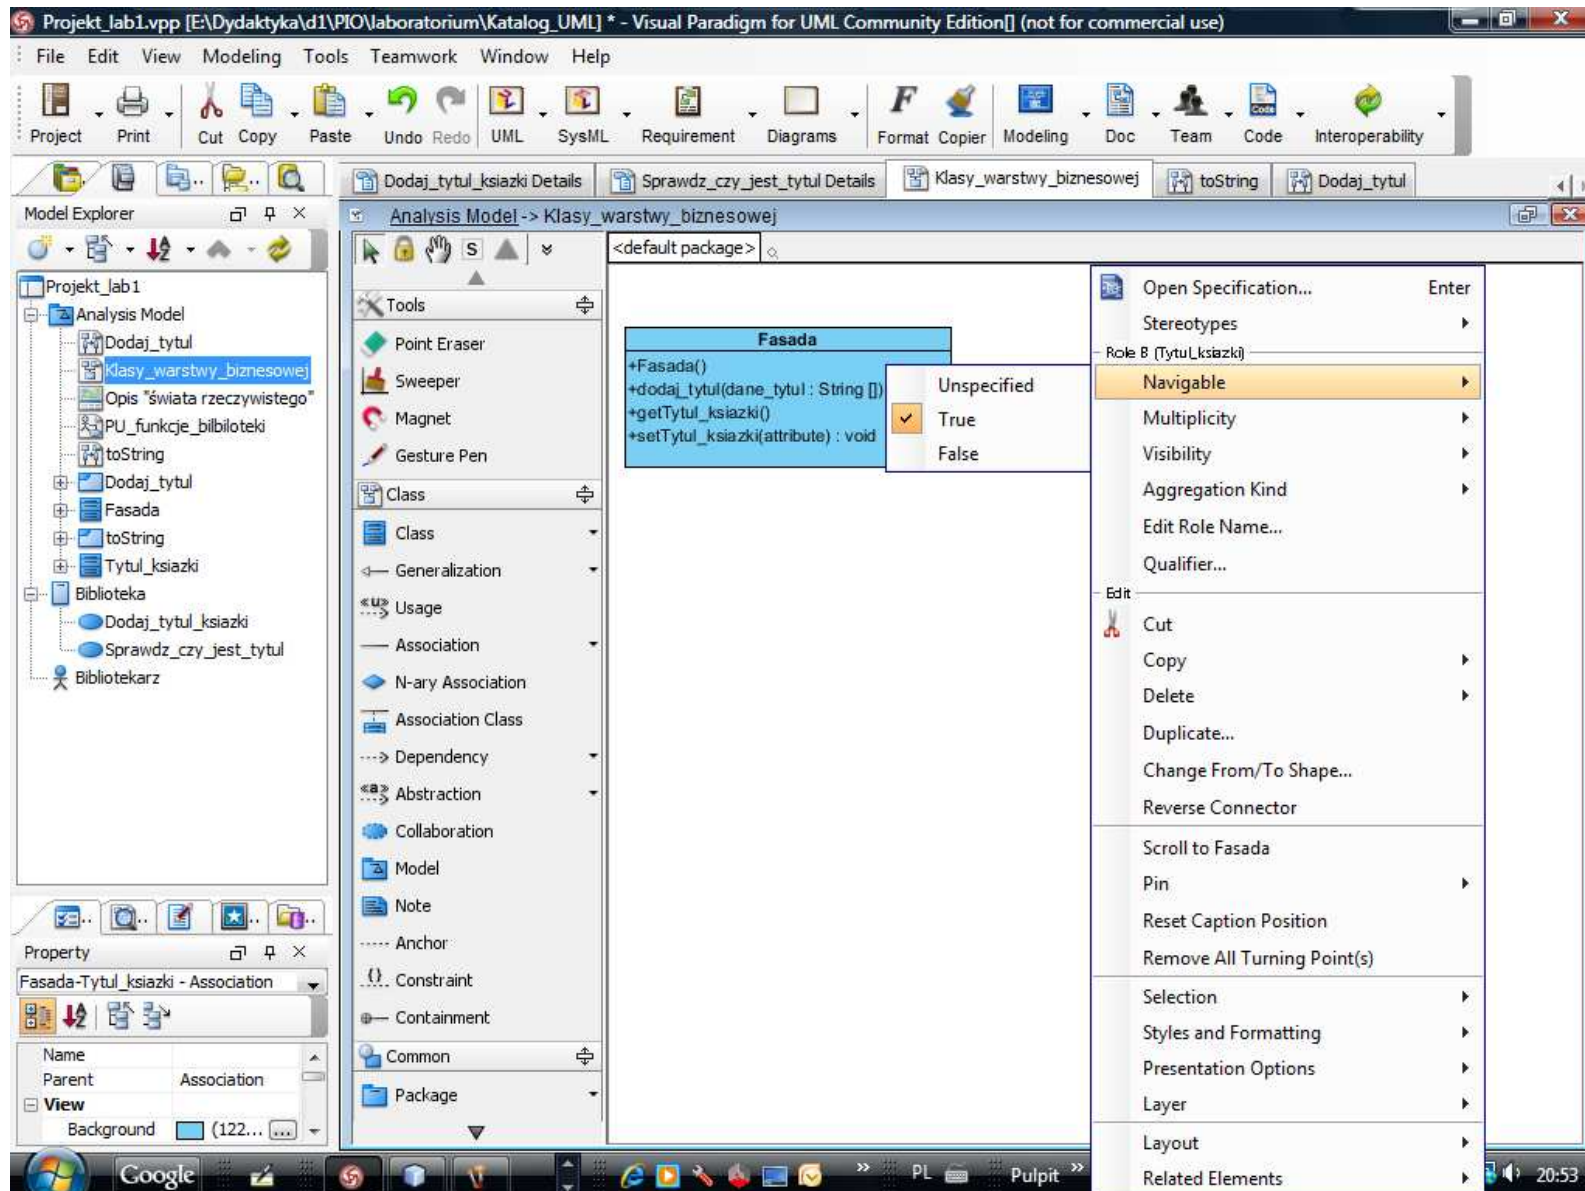 Projekt_lab1.vpp [E:\Dydaktyka\d1\PIO\laboratorium\Katalog_UML] * - Visual Paradigm for UML Community Edition[] (not for commercial use)
File Edit View Modeling Tools Teamwork Window Help
Project Print Cut Copy Paste Undo Redo UML SysML Requirement Diagrams Format Copier Modeling Doc Team Code Interoperability
Dodaj_tytul_ksiazki Details Sprawdz_czy_jest_tytul Details Klasy_warstwy_biznesowej toString Dodaj_tytul
Model Explorer
Analysis Model -> Klasy_warstwy_biznesowej
S
<default package>
Projekt_lab1
Analysis Model
Dodaj_tytul
Klasy_warstwy_biznesowej
Opis "świata rzeczywistego"
PU_funkcje_bilbiloteki
toString
Dodaj_tytul
Fasada
toString
Tytul_ksiazki
Biblioteka
Dodaj_tytul_ksiazki
Sprawdz_czy_jest_tytul
Bibliotekarz
Property
Fasada-Tytul_ksiazki - Association
Name
Parent Association
View
Background (122... ...
Tools
Point Eraser
Sweeper
Magnet
Gesture Pen
Class
Class
Generalization
«U» Usage
Association
N-ary Association
Association Class
Dependency
«a» Abstraction
Collaboration
Model
Note
Anchor
{} Constraint
Containment
Common
Package
Fasada
+Fasada()
+dodaj_tytul(dane_tytul : String [])
+getTytul_ksiazki()
+setTytul_ksiazki(attribute) : void
Unspecified
True
False
Open Specification... Enter
Stereotypes
Role B (Tytul_ksiazki)
Navigable
Multiplicity
Visibility
Aggregation Kind
Edit Role Name...
Qualifier...
Edit
Cut
Copy
Delete
Duplicate...
Change From/To Shape...
Reverse Connector
Scroll to Fasada
Pin
Reset Caption Position
Remove All Turning Point(s)
Selection
Styles and Formatting
Presentation Options
Layer
Layout
Related Elements
Google PL Pulpit » 20:53